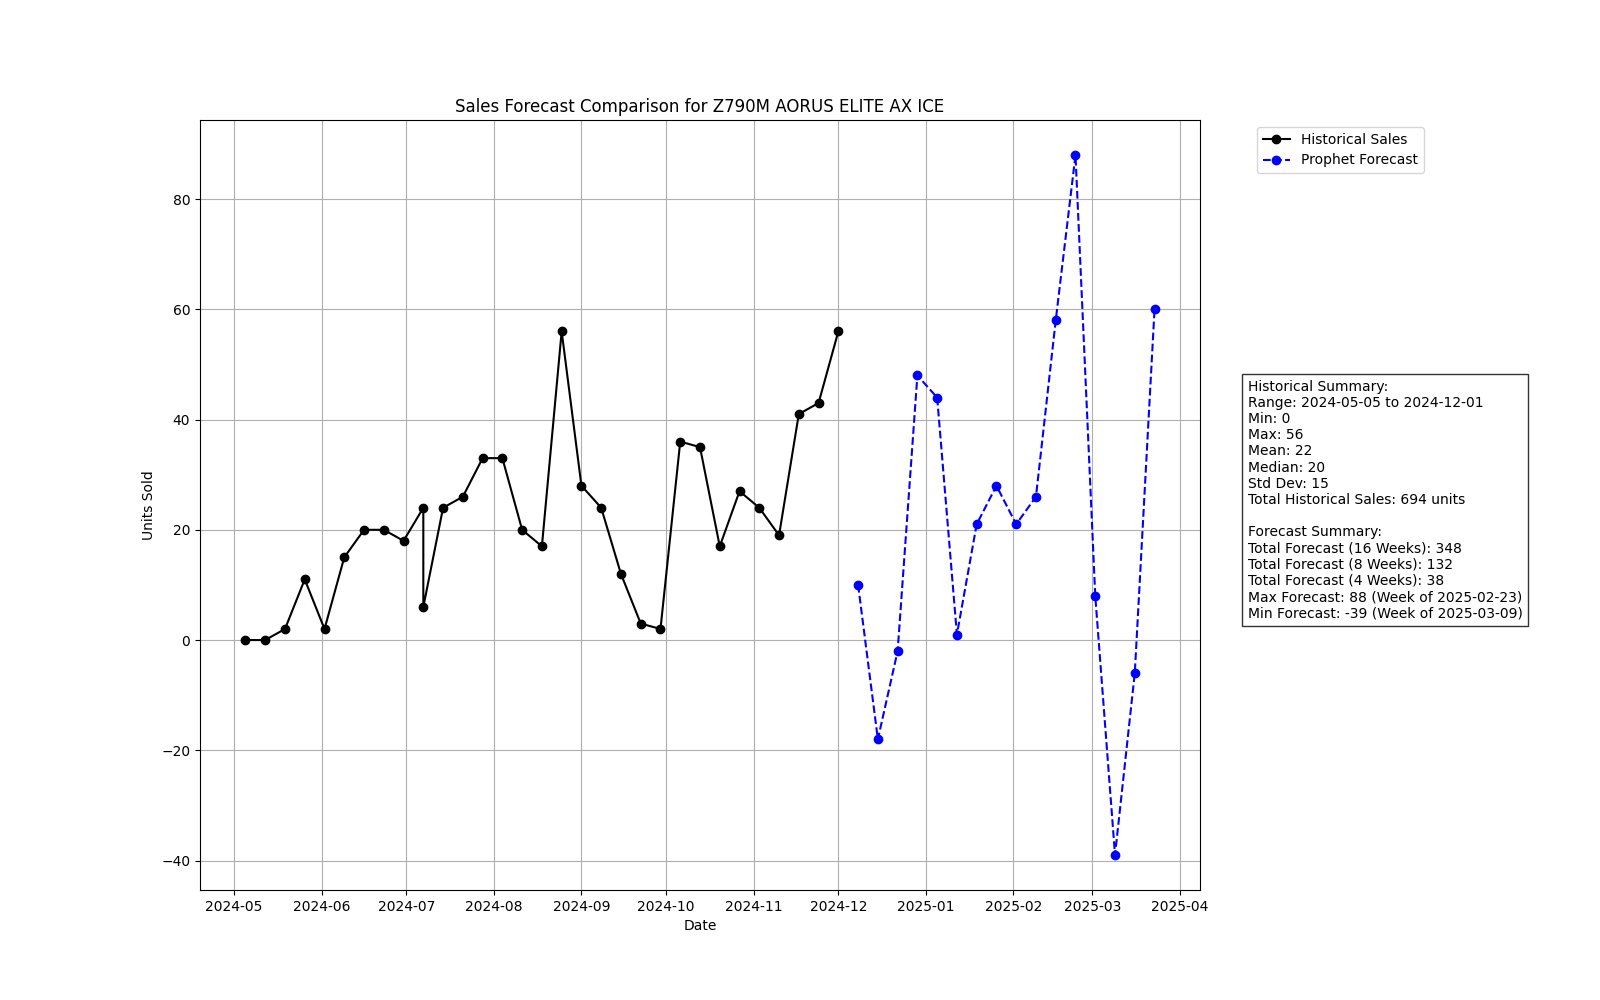 Sales Forecast Comparison for Z790M AORUS ELITE AX ICE
Historical Sales
Prophet Forecast
80
60
40
20
0
−20
−40
Units Sold
2024-05
2024-06
2024-07
2024-08
2024-09
2024-10
2024-11
2024-12
2025-01
2025-02
2025-03
2025-04
Date
Historical Summary:
Range: 2024-05-05 to 2024-12-01
Min: 0
Max: 56
Mean: 22
Median: 20
Std Dev: 15
Total Historical Sales: 694 units
Forecast Summary:
Total Forecast (16 Weeks): 348
Total Forecast (8 Weeks): 132
Total Forecast (4 Weeks): 38
Max Forecast: 88 (Week of 2025-02-23)
Min Forecast: -39 (Week of 2025-03-09)